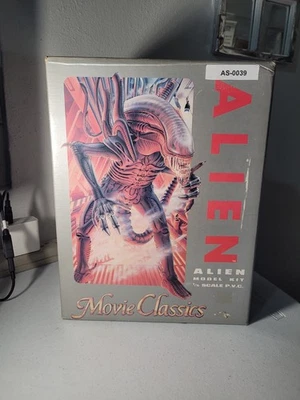 AS-0039
ALIEN
ALIEN
MODEL KIT
SCALE P.V.C.
Movie Classics